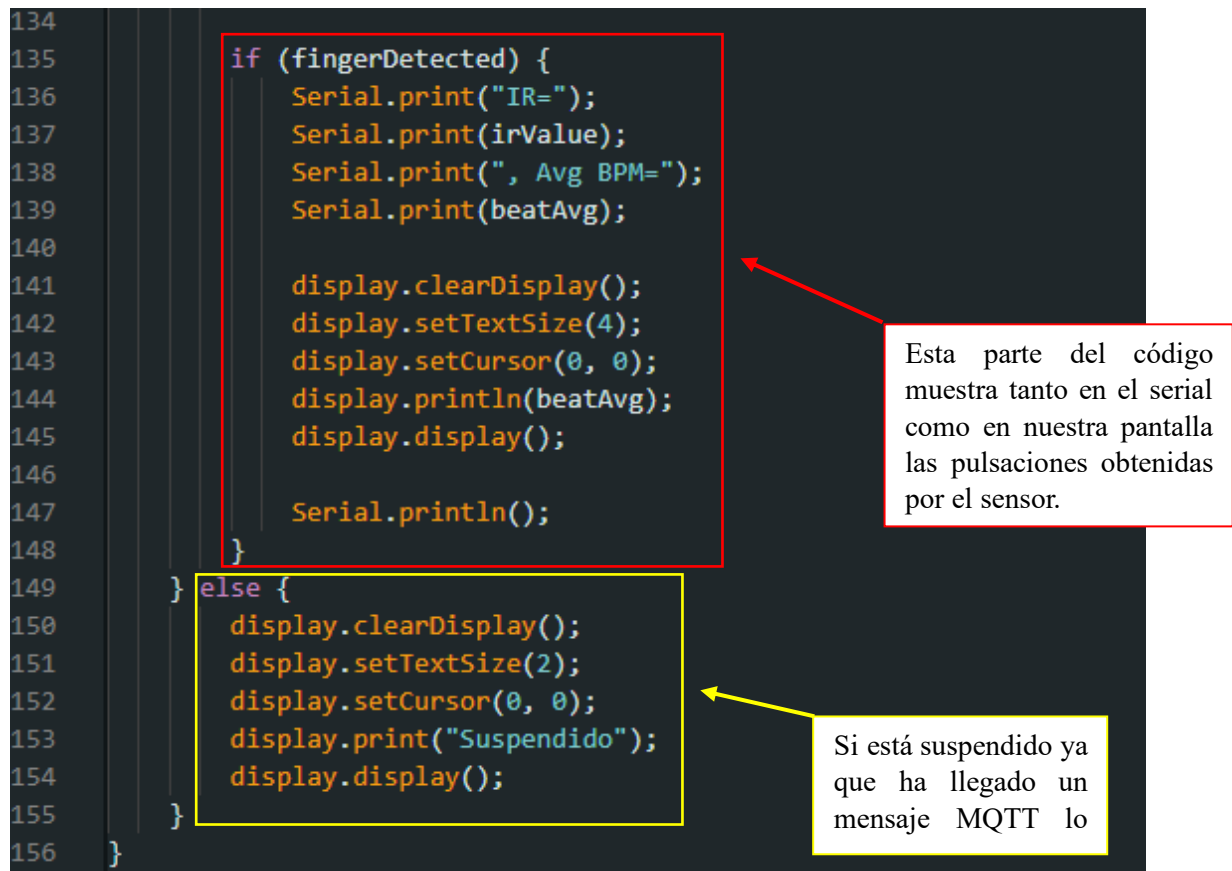 134
135 if (fingerDetected) {
136 Serial.print("IR=");
137 Serial.print(irValue);
138 Serial.print(", Avg BPM=");
139 Serial.print(beatAvg);
140
141 display.clearDisplay();
142 display.setTextSize(4);
143 display.setCursor(0, 0);
144 display.println(beatAvg);
145 display.display();
146
147 Serial.println();
148 }
149 } else {
150 display.clearDisplay();
151 display.setTextSize(2);
152 display.setCursor(0, 0);
153 display.print("Suspendido");
154 display.display();
155 }
156 }
Esta parte del código
muestra tanto en el serial
como en nuestra pantalla
las pulsaciones obtenidas
por el sensor.
Si está suspendido ya
que ha llegado un
mensaje MQTT lo